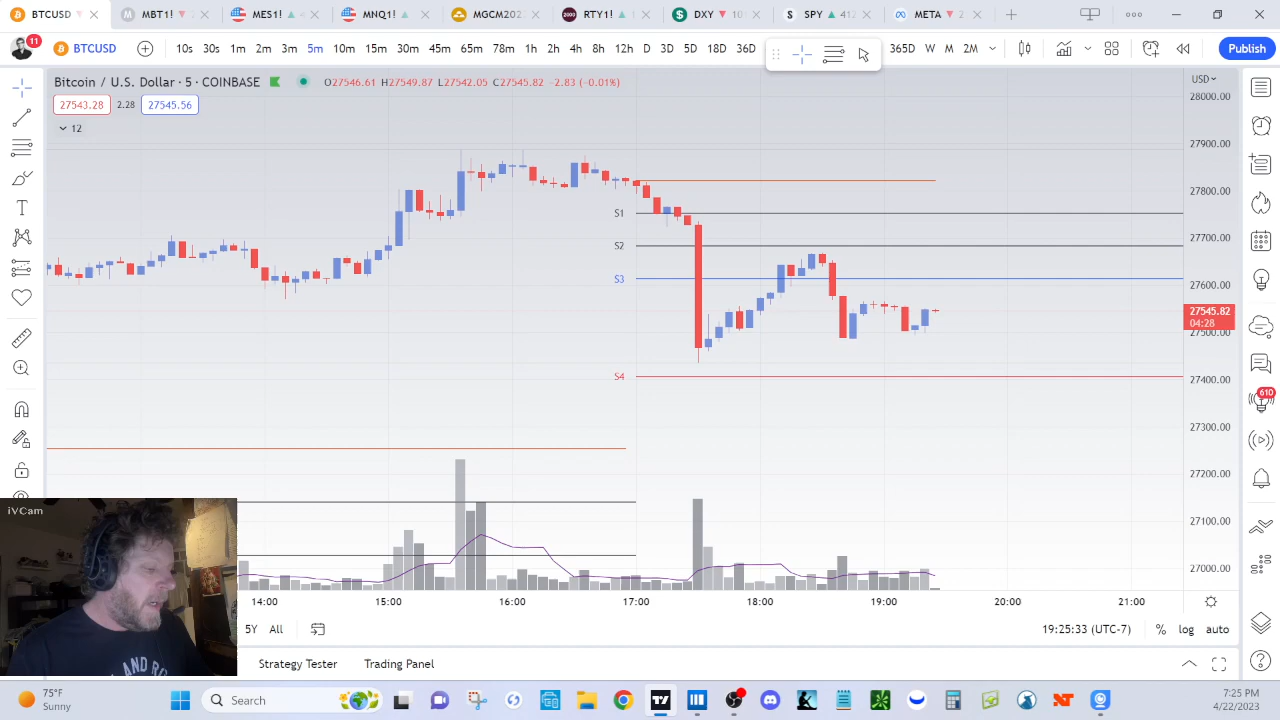 BTCUSD
MBT1!
MES1!
MNQ1!
MGCM202
RTY1!
DXY
SPY
META
11
BTCUSD
10s 30s 1m 2m 3m 5m 10m 15m 30m 45m 65m 78m 1h 2h 4h 8h 12h D 3D 5D 18D 36D
365D W M 2M
Publish
Bitcoin / U.S. Dollar · 5 · COINBASE
O27546.61 H27549.87 L27542.05 C27545.82 -2.83 (-0.01%)
USD
27543.28 2.28 27545.56
12
28000.00
27900.00
27800.00
27700.00
27600.00
27545.82
04:28
27500.00
27400.00
27300.00
27200.00
27100.00
27000.00
S1
S2
S3
S4
610
iVCam
14:00 15:00 16:00 17:00 18:00 19:00 20:00 21:00
5Y All
19:25:33 (UTC-7) % log auto
Strategy Tester Trading Panel
75°F
Sunny
Search
7:25 PM
4/22/2023